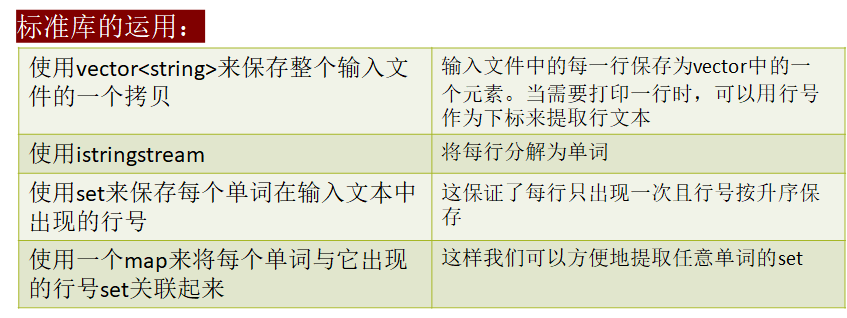 标准库的运用：
使用vector<string>来保存整个输入文
件的一个拷贝
输入文件中的每一行保存为vector中的一
个元素。当需要打印一行时，可以用行号
作为下标来提取行文本
使用istringstream
将每行分解为单词
使用set来保存每个单词在输入文本中
出现的行号
这保证了每行只出现一次且行号按升序保
存
使用一个map来将每个单词与它出现
的行号set关联起来
这样我们可以方便地提取任意单词的set